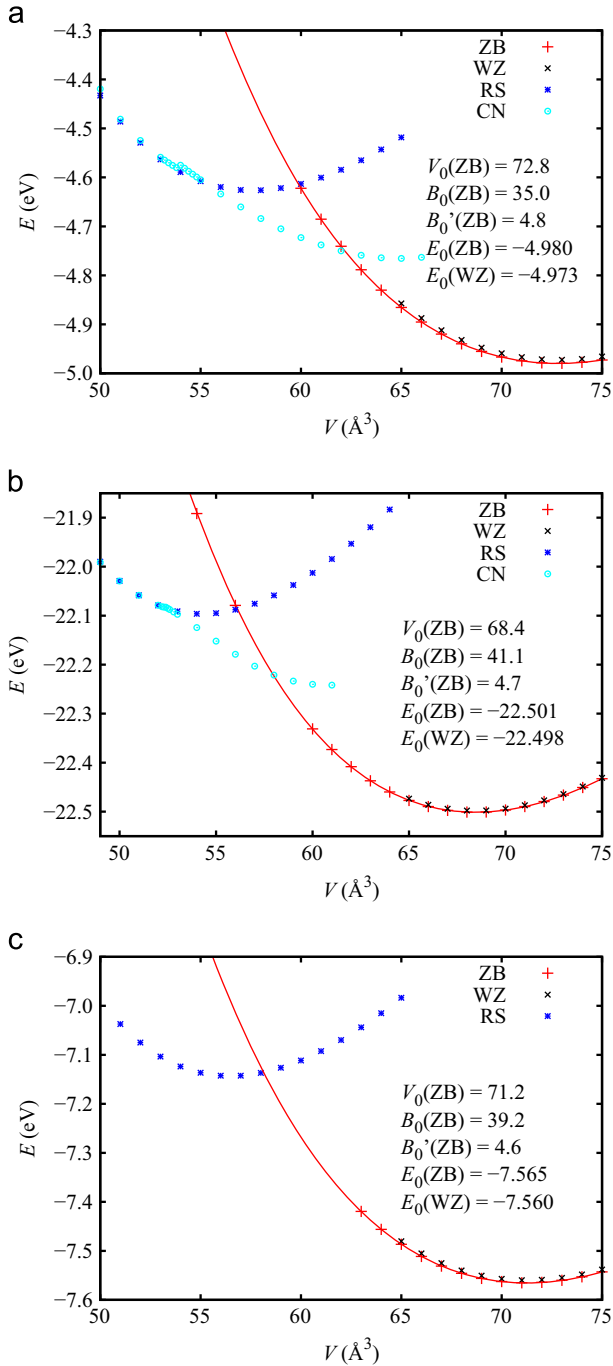 a
−4.3
−4.4
−4.5
−4.6
−4.7
−4.8
−4.9
−5.0
E (eV)
ZB
WZ
RS
CN
V0(ZB) = 72.8
B0(ZB) = 35.0
B0’(ZB) = 4.8
E0(ZB) = −4.980
E0(WZ) = −4.973
50 55 60 65 70 75
V (Å3)
b
−21.9
−22.0
−22.1
−22.2
−22.3
−22.4
−22.5
E (eV)
ZB
WZ
RS
CN
V0(ZB) = 68.4
B0(ZB) = 41.1
B0’(ZB) = 4.7
E0(ZB) = −22.501
E0(WZ) = −22.498
50 55 60 65 70 75
V (Å3)
c
−6.9
−7.0
−7.1
−7.2
−7.3
−7.4
−7.5
−7.6
E (eV)
ZB
WZ
RS
V0(ZB) = 71.2
B0(ZB) = 39.2
B0’(ZB) = 4.6
E0(ZB) = −7.565
E0(WZ) = −7.560
50 55 60 65 70 75
V (Å3)